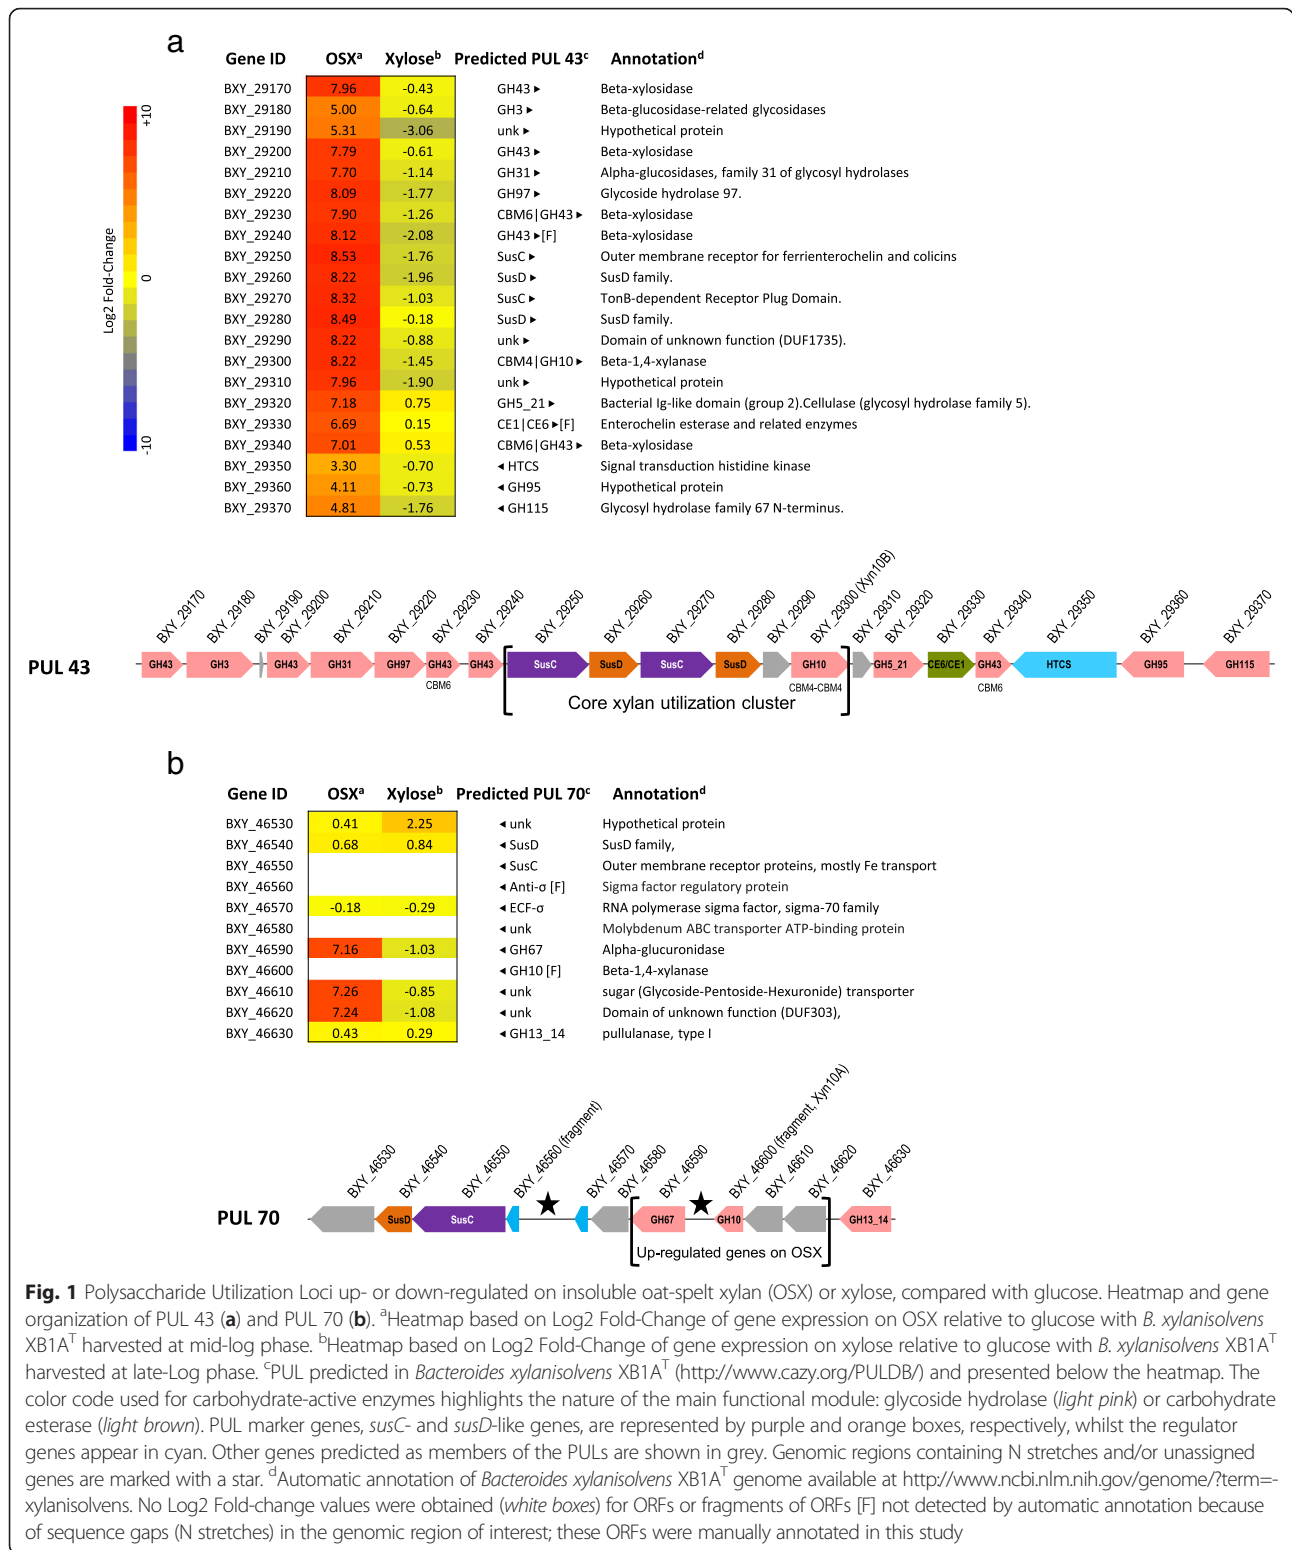 a
Gene ID OSXa Xyloseb Predicted PUL 43c Annotationd
BXY_29170 7.96 -0.43 GH43 ► Beta-xylosidase
BXY_29180 5.00 -0.64 GH3 ► Beta-glucosidase-related glycosidases
BXY_29190 5.31 -3.06 unk ► Hypothetical protein
BXY_29200 7.79 -0.61 GH43 ► Beta-xylosidase
BXY_29210 7.70 -1.14 GH31 ► Alpha-glucosidases, family 31 of glycosyl hydrolases
BXY_29220 8.09 -1.77 GH97 ► Glycoside hydrolase 97.
BXY_29230 7.90 -1.26 CBM6|GH43 ► Beta-xylosidase
BXY_29240 8.12 -2.08 GH43 ►[F] Beta-xylosidase
BXY_29250 8.53 -1.76 SusC ► Outer membrane receptor for ferrienterochelin and colicins
BXY_29260 8.22 -1.96 SusD ► SusD family.
BXY_29270 8.32 -1.03 SusC ► TonB-dependent Receptor Plug Domain.
BXY_29280 8.49 -0.18 SusD ► SusD family.
BXY_29290 8.22 -0.88 unk ► Domain of unknown function (DUF1735).
BXY_29300 8.22 -1.45 CBM4|GH10 ► Beta-1,4-xylanase
BXY_29310 7.96 -1.90 unk ► Hypothetical protein
BXY_29320 7.18 0.75 GH5_21 ► Bacterial Ig-like domain (group 2).Cellulase (glycosyl hydrolase family 5).
BXY_29330 6.69 0.15 CE1|CE6 ►[F] Enterochelin esterase and related enzymes
BXY_29340 7.01 0.53 CBM6|GH43 ► Beta-xylosidase
BXY_29350 3.30 -0.70 ◄ HTCS Signal transduction histidine kinase
BXY_29360 4.11 -0.73 ◄ GH95 Hypothetical protein
BXY_29370 4.81 -1.76 ◄ GH115 Glycosyl hydrolase family 67 N-terminus.
Log2 Fold-Change
+10
0
-10
BXY_29170 BXY_29180 BXY_29190 BXY_29200 BXY_29210 BXY_29220 BXY_29230 BXY_29240 BXY_29250 BXY_29260 BXY_29270 BXY_29280 BXY_29290 BXY_29300 (Xyn10B) BXY_29310 BXY_29320 BXY_29330 BXY_29340 BXY_29350 BXY_29360 BXY_29370
PUL 43 GH43 GH3 GH43 GH31 GH97 GH43 GH43 SusC SusD SusC SusD GH10 GH5_21 CE6/CE1 GH43 HTCS GH95 GH115
CBM6 CBM4-CBM4 CBM6
Core xylan utilization cluster
b
Gene ID OSXa Xyloseb Predicted PUL 70c Annotationd
BXY_46530 0.41 2.25 ◄ unk Hypothetical protein
BXY_46540 0.68 0.84 ◄ SusD SusD family,
BXY_46550 ◄ SusC Outer membrane receptor proteins, mostly Fe transport
BXY_46560 ◄ Anti-σ [F] Sigma factor regulatory protein
BXY_46570 -0.18 -0.29 ◄ ECF-σ RNA polymerase sigma factor, sigma-70 family
BXY_46580 ◄ unk Molybdenum ABC transporter ATP-binding protein
BXY_46590 7.16 -1.03 ◄ GH67 Alpha-glucuronidase
BXY_46600 ◄ GH10 [F] Beta-1,4-xylanase
BXY_46610 7.26 -0.85 ◄ unk sugar (Glycoside-Pentoside-Hexuronide) transporter
BXY_46620 7.24 -1.08 ◄ unk Domain of unknown function (DUF303),
BXY_46630 0.43 0.29 ◄ GH13_14 pullulanase, type I
BXY_46530 BXY_46540 BXY_46550 BXY_46560 (fragment) BXY_46570 BXY_46580 BXY_46590 BXY_46600 (fragment, Xyn10A) BXY_46610 BXY_46620 BXY_46630
PUL 70 SusD SusC GH67 GH10 GH13_14
Up-regulated genes on OSX
Fig. 1 Polysaccharide Utilization Loci up- or down-regulated on insoluble oat-spelt xylan (OSX) or xylose, compared with glucose. Heatmap and gene
organization of PUL 43 (a) and PUL 70 (b). aHeatmap based on Log2 Fold-Change of gene expression on OSX relative to glucose with B. xylanisolvens
XB1AT harvested at mid-log phase. bHeatmap based on Log2 Fold-Change of gene expression on xylose relative to glucose with B. xylanisolvens XB1AT
harvested at late-Log phase. cPUL predicted in Bacteroides xylanisolvens XB1AT (http://www.cazy.org/PULDB/) and presented below the heatmap. The
color code used for carbohydrate-active enzymes highlights the nature of the main functional module: glycoside hydrolase (light pink) or carbohydrate
esterase (light brown). PUL marker genes, susC- and susD-like genes, are represented by purple and orange boxes, respectively, whilst the regulator
genes appear in cyan. Other genes predicted as members of the PULs are shown in grey. Genomic regions containing N stretches and/or unassigned
genes are marked with a star. dAutomatic annotation of Bacteroides xylanisolvens XB1AT genome available at http://www.ncbi.nlm.nih.gov/genome/?term=-
xylanisolvens. No Log2 Fold-change values were obtained (white boxes) for ORFs or fragments of ORFs [F] not detected by automatic annotation because
of sequence gaps (N stretches) in the genomic region of interest; these ORFs were manually annotated in this study